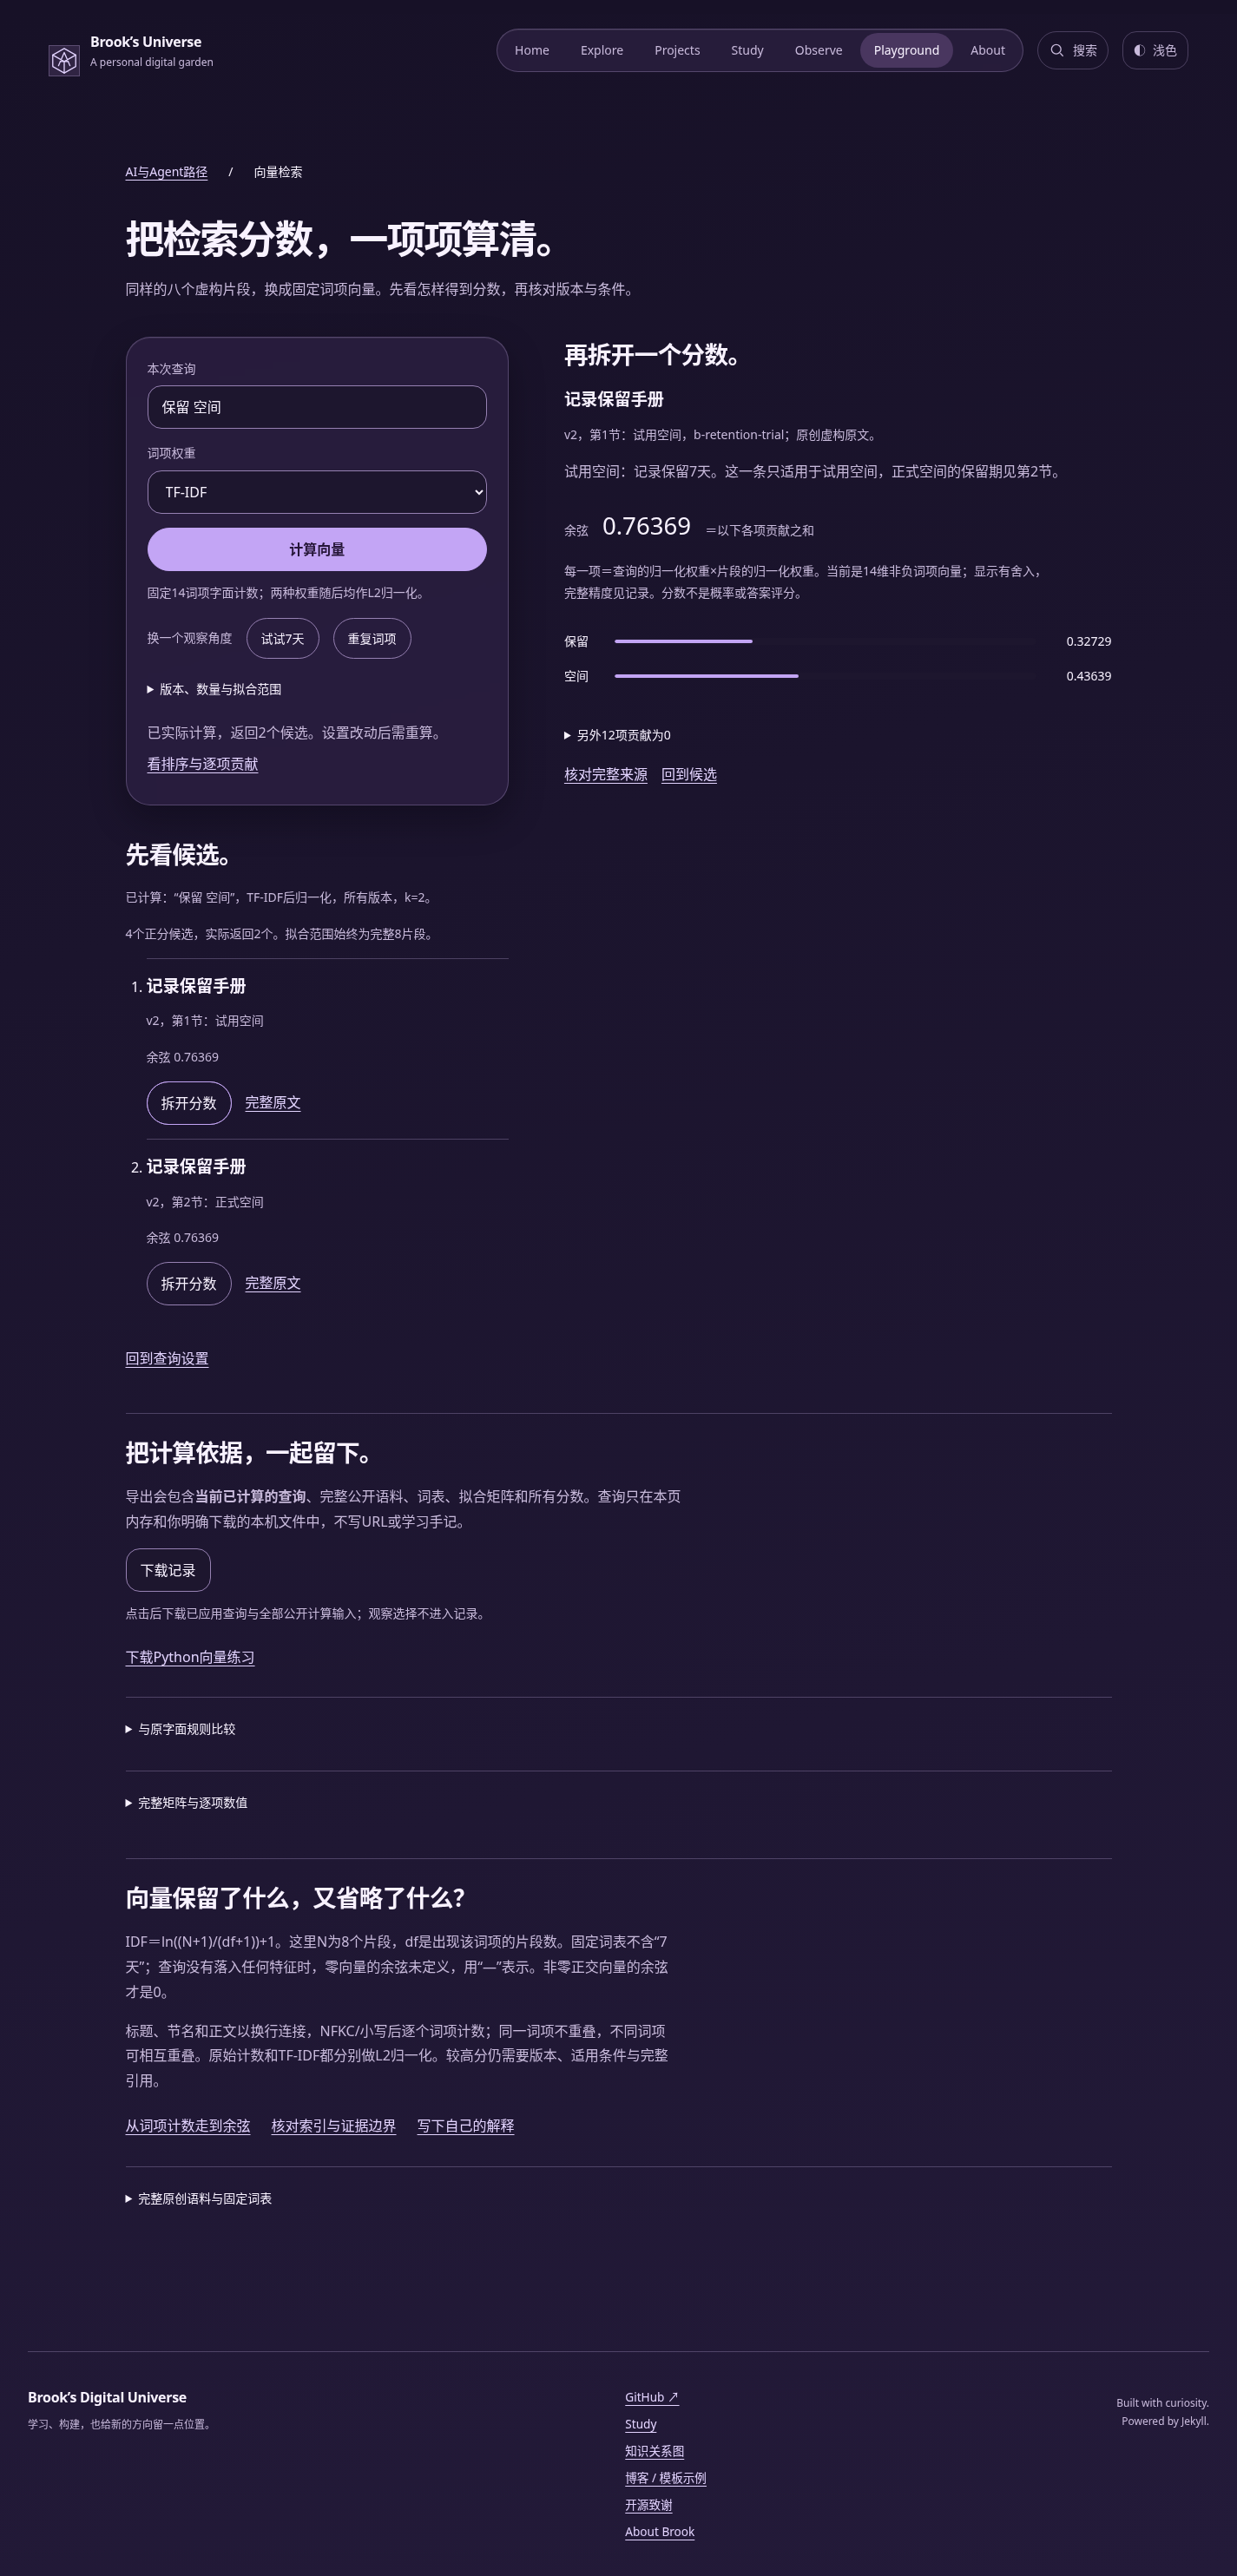 Brook’s Universe
A personal digital garden
Home
Explore
Projects
Study
Observe
Playground
About
搜索
浅色
AI与Agent路径 / 向量检索
把检索分数，一项项算清。
同样的八个虚构片段，换成固定词项向量。先看怎样得到分数，再核对版本与条件。
本次查询
保留 空间
词项权重
TF-IDF
计算向量
固定14词项字面计数；两种权重随后均作L2归一化。
换一个观察角度
试试7天
重复词项
版本、数量与拟合范围
已实际计算，返回2个候选。设置改动后需重算。
看排序与逐项贡献
先看候选。
已计算：“保留 空间”，TF-IDF后归一化，所有版本，k=2。
4个正分候选，实际返回2个。拟合范围始终为完整8片段。
1. 记录保留手册
v2，第1节：试用空间
余弦 0.76369
拆开分数
完整原文
2. 记录保留手册
v2，第2节：正式空间
余弦 0.76369
拆开分数
完整原文
回到查询设置
再拆开一个分数。
记录保留手册
v2，第1节：试用空间，b-retention-trial；原创虚构原文。
试用空间：记录保留7天。这一条只适用于试用空间，正式空间的保留期见第2节。
余弦 0.76369 ＝以下各项贡献之和
每一项＝查询的归一化权重×片段的归一化权重。当前是14维非负词项向量；显示有舍入，
完整精度见记录。分数不是概率或答案评分。
保留 0.32729
空间 0.43639
另外12项贡献为0
核对完整来源
回到候选
把计算依据，一起留下。
导出会包含当前已计算的查询、完整公开语料、词表、拟合矩阵和所有分数。查询只在本页
内存和你明确下载的本机文件中，不写URL或学习手记。
下载记录
点击后下载已应用查询与全部公开计算输入；观察选择不进入记录。
下载Python向量练习
与原字面规则比较
完整矩阵与逐项数值
向量保留了什么，又省略了什么？
IDF＝ln((N+1)/(df+1))+1。这里N为8个片段，df是出现该词项的片段数。固定词表不含“7
天”；查询没有落入任何特征时，零向量的余弦未定义，用“—”表示。非零正交向量的余弦
才是0。
标题、节名和正文以换行连接，NFKC/小写后逐个词项计数；同一词项不重叠，不同词项
可相互重叠。原始计数和TF-IDF都分别做L2归一化。较高分仍需要版本、适用条件与完整
引用。
从词项计数走到余弦
核对索引与证据边界
写下自己的解释
完整原创语料与固定词表
Brook’s Digital Universe
学习、构建，也给新的方向留一点位置。
GitHub ↗
Study
知识关系图
博客 / 模板示例
开源致谢
About Brook
Built with curiosity.
Powered by Jekyll.